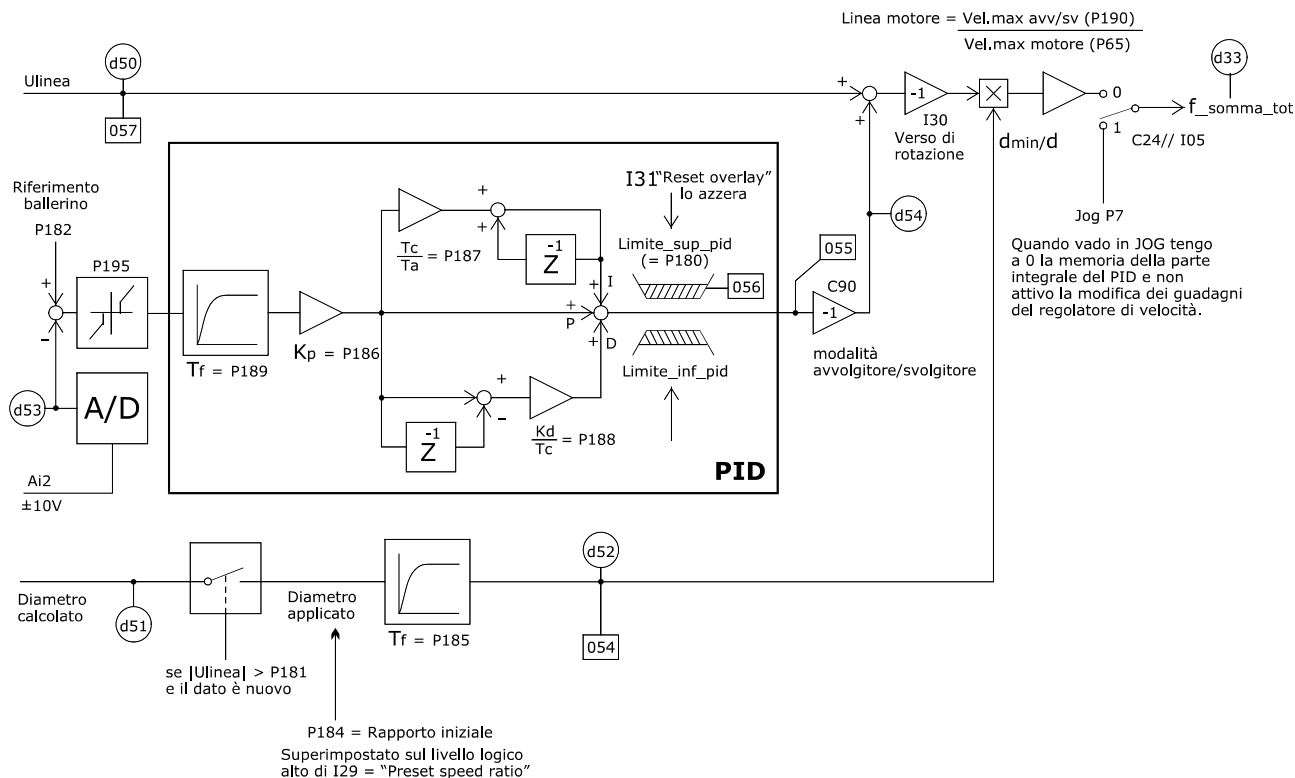 Linea motore = Vel.max avv/sv (P190)
Vel.max motore (P65)
d50
d33
Ulinea
057
+
+
-1
I30
Verso di
rotazione
X
dmin/d
0
1
C24// I05
f_somma_tot
Jog P7
Quando vado in JOG tengo
a 0 la memoria della parte
integrale del PID e non
attivo la modifica dei guadagni
del regolatore di velocità.
Riferimento
ballerino
P182
P195
+
-
d53
A/D
Ai2
±10V
Tf = P189
Kp = P186
Tc
Ta
= P187
+
+
Z-1
I
+
P
+
D
+
Z-1
+
-
Kd
Tc
= P188
I31 “Reset overlay”
lo azzera
Limite_sup_pid
(= P180)
056
Limite_inf_pid
PID
055
C90
-1
d54
modalità
avvolgitore/svolgitore
Diametro
calcolato
d51
se |Ulinea| > P181
e il dato è nuovo
Diametro
applicato
Tf = P185
d52
054
P184 = Rapporto iniziale
Superimpostato sul livello logico
alto di I29 = “Preset speed ratio”